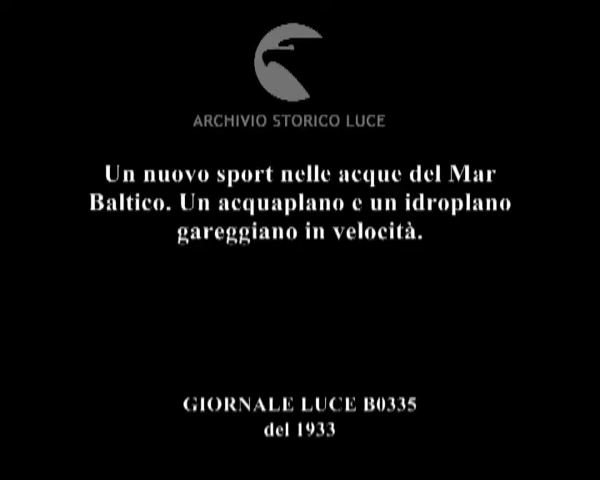 ARCHIVIO STORICO LUCE
Un nuovo sport nelle acque del Mar
Baltico. Un acquaplano e un idroplano
gareggiano in velocità.
GIORNALE LUCE B0335
del 1933